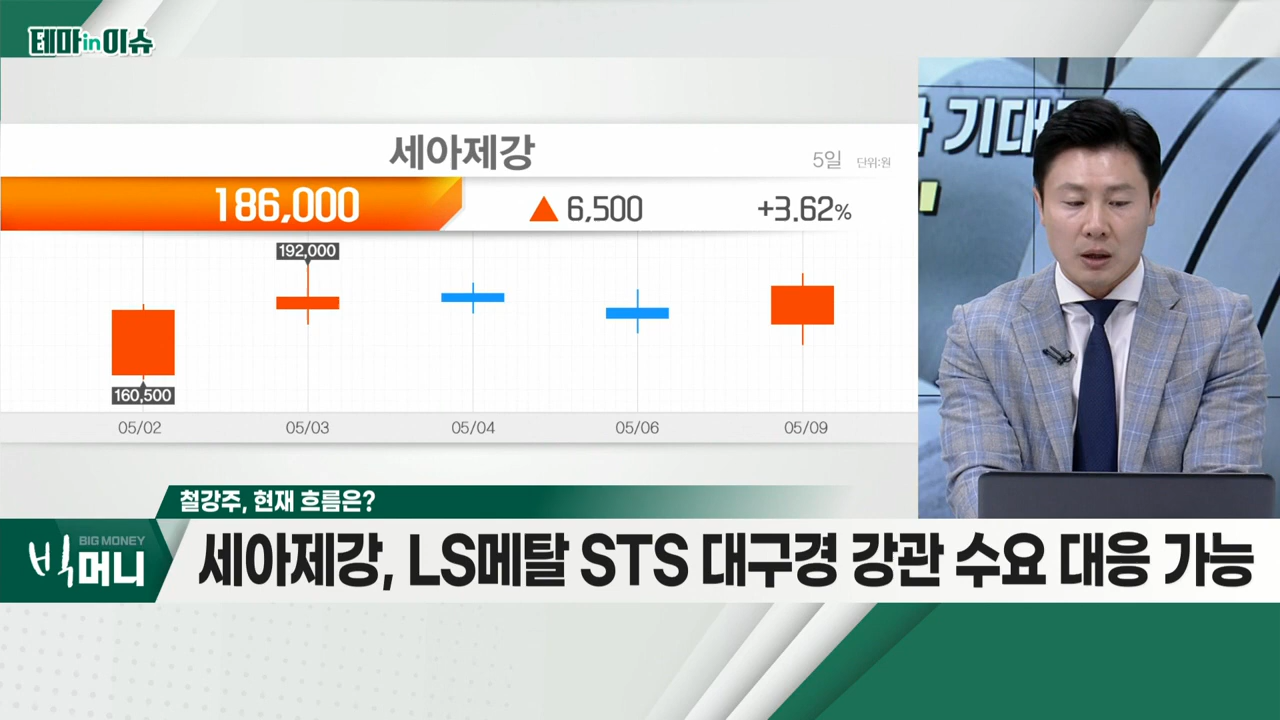 테마in이슈
세아제강
5일 단위:원
186,000 ▲ 6,500 +3.62%
192,000
160,500
05/02 05/03 05/04 05/06 05/09
기대
철강주, 현재 흐름은?
BIG MONEY
빅머니
세아제강, LS메탈 STS 대구경 강관 수요 대응 가능